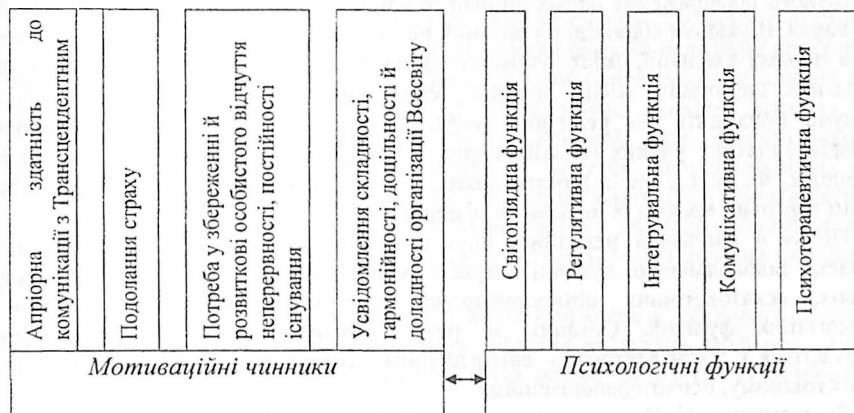 Апріорна здатність до
комунікації з Трансцендентним
Подолання страху
Потреба у збереженні й
розвиткові особистого відчуття
неперервності, постійності
існування
Усвідомлення складності,
гармонійності, доцільності й
доладності організації Всесвіту
Світоглядна функція
Регулятивна функція
Інтегрувальна функція
Комунікативна функція
Психотерапевтична функція
Мотиваційні чинники
Психологічні функції